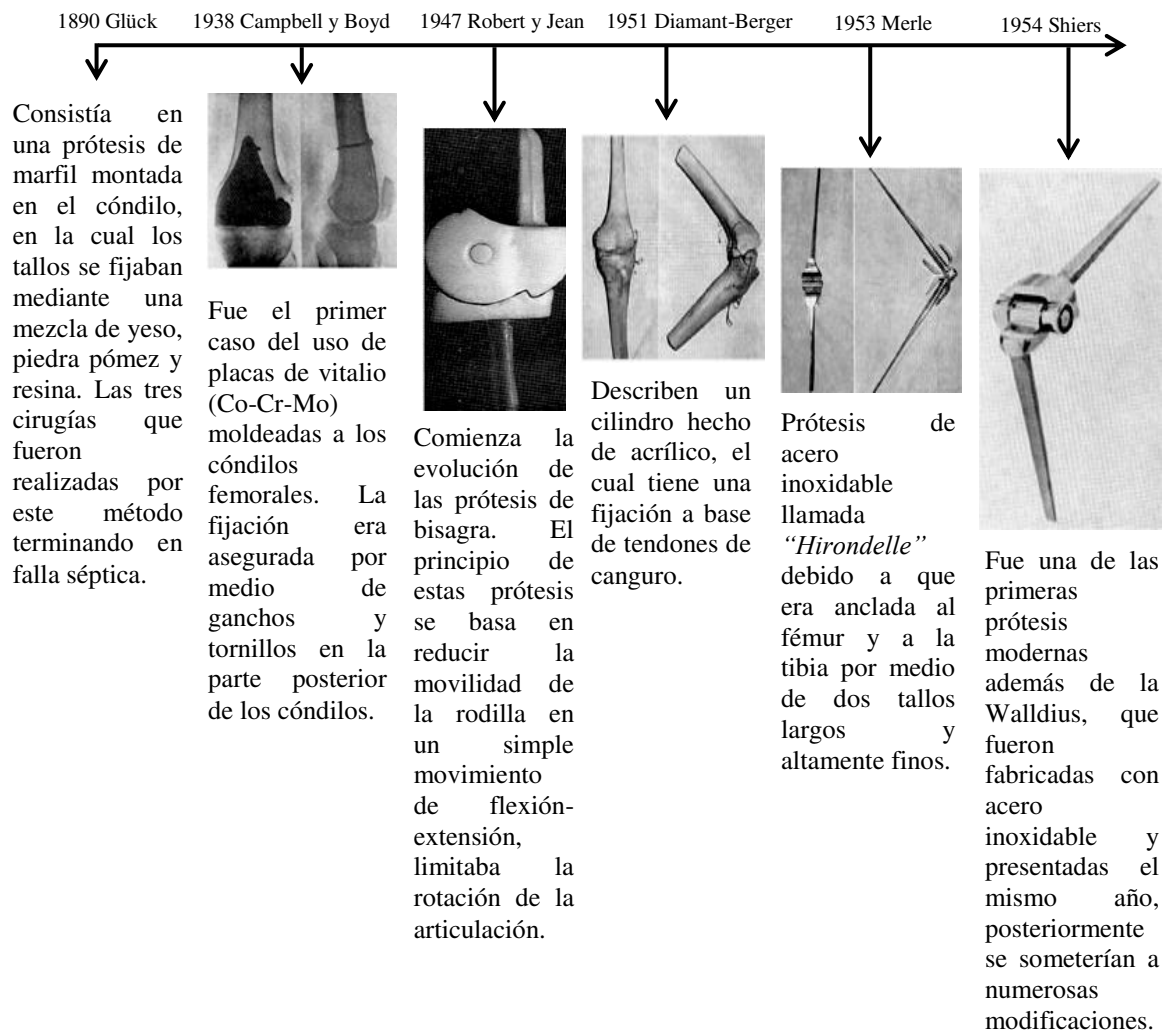 1890 Glück
1938 Campbell y Boyd
1947 Robert y Jean
1951 Diamant-Berger
1953 Merle
1954 Shiers
Consistía en
una prótesis de
marfil montada
en el cóndilo,
en la cual los
tallos se fijaban
mediante una
mezcla de yeso,
piedra pómez y
resina. Las tres
cirugías que
fueron
realizadas por
este método
terminando en
falla séptica.
Fue el primer
caso del uso de
placas de vitalio
(Co-Cr-Mo)
moldeadas a los
cóndilos
femorales. La
fijación era
asegurada por
medio de
ganchos y
tornillos en la
parte posterior
de los cóndilos.
Comienza la
evolución de
las prótesis de
bisagra. El
principio de
estas prótesis
se basa en
reducir la
movilidad de
la rodilla en
un simple
movimiento
de flexión-
extensión,
limitaba la
rotación de la
articulación.
Describen un
cilindro hecho
de acrílico, el
cual tiene una
fijación a base
de tendones de
canguro.
Prótesis de
acero
inoxidable
llamada
“Hirondelle”
debido a que
era anclada al
fémur y a la
tibia por medio
de dos tallos
largos y
altamente finos.
Fue una de las
primeras
prótesis
modernas
además de la
Walldius, que
fueron
fabricadas con
acero
inoxidable y
presentadas el
mismo año,
posteriormente
se someterían a
numerosas
modificaciones.